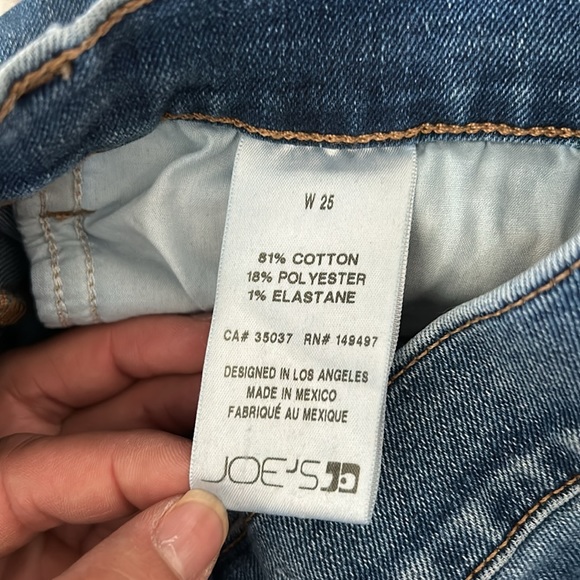 W 25
81% COTTON
18% POLYESTER
1% ELASTANE
CA# 35037 RN# 149497
DESIGNED IN LOS ANGELES
MADE IN MEXICO
FABRIQUÉ AU MEXIQUE
JOE'S